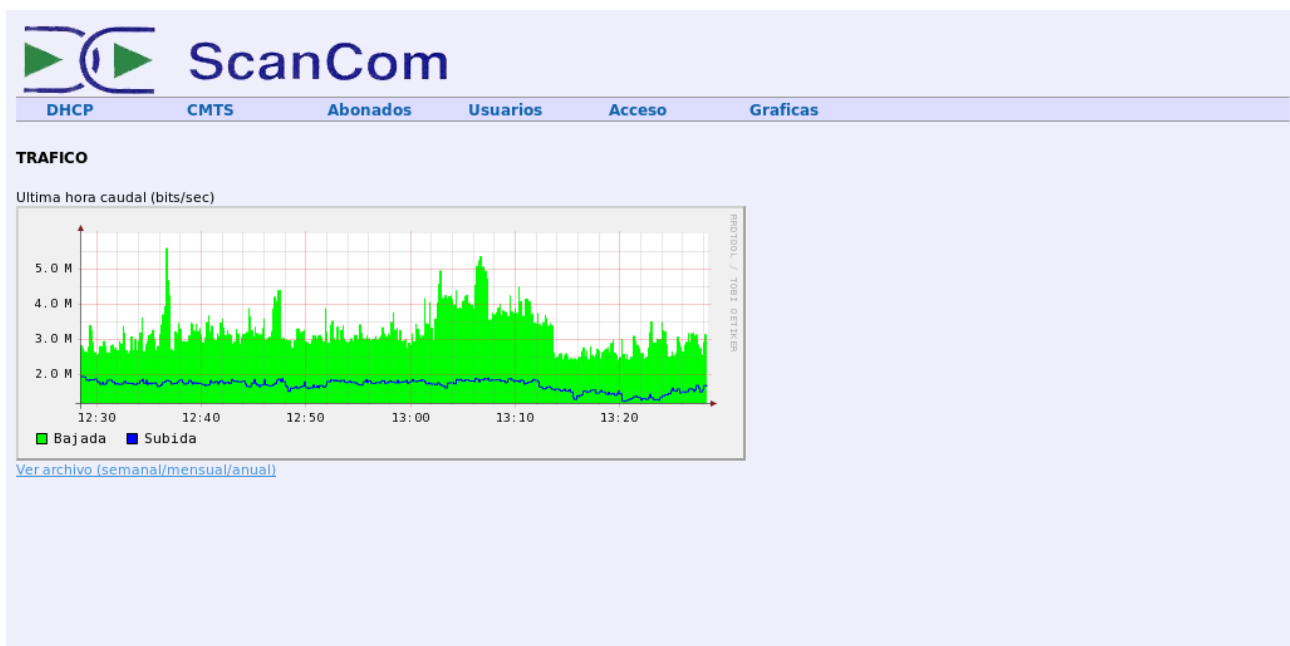 ScanCom
DHCP CMTS Abonados Usuarios Acceso Graficas
TRAFICO
Ultima hora caudal (bits/sec)
RRDTOOL / TOBI OETIKER
5.0 M
4.0 M
3.0 M
2.0 M
12:30 12:40 12:50 13:00 13:10 13:20
Bajada Subida
Ver archivo (semanal/mensual/anual)